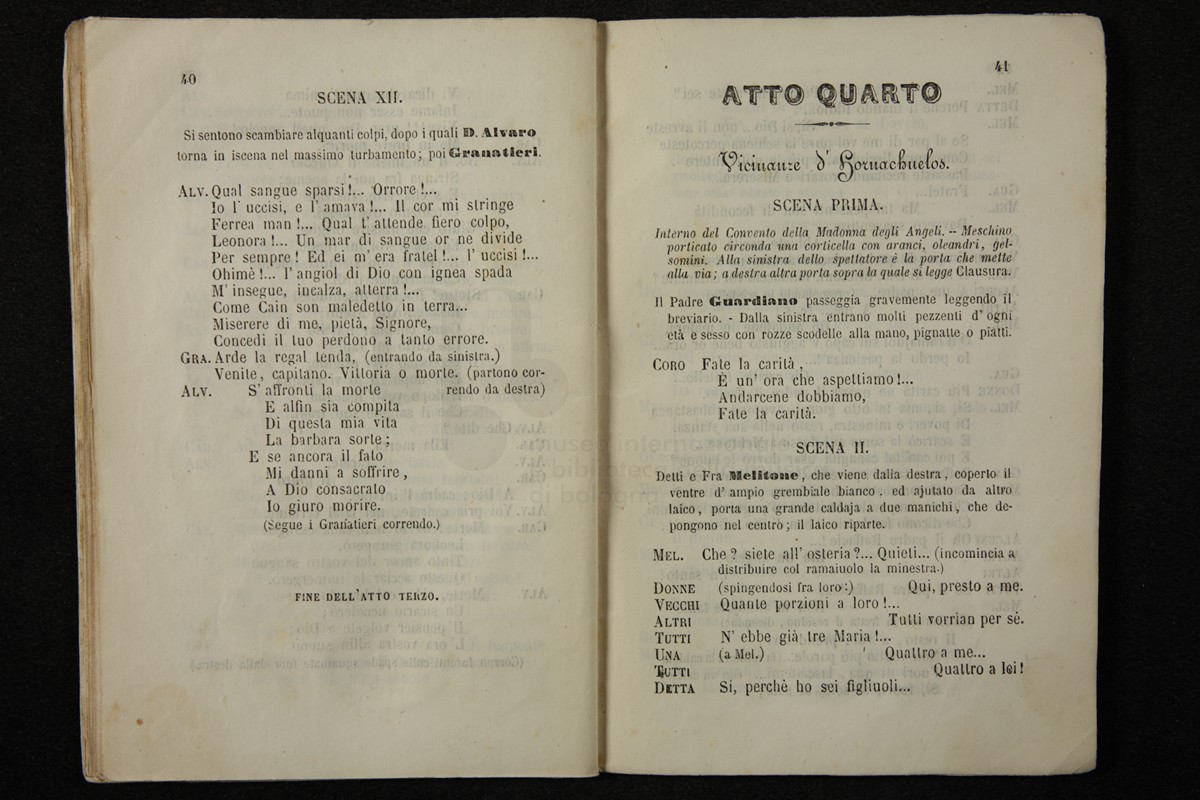 40
SCENA XII.
Si sentono scambiare alquanti colpi, dopo i quali D. Alvaro
torna in iscena nel massimo turbamento; poi Granatieri.
ALV. Qual sangue sparsi!... Orrore!...
Io l' uccisi, e l' amava!... Il cor mi stringe
Ferrea man!... Qual t' attende fiero colpo,
Leonora!... Un mar di sangue or ne divide
Per sempre! Ed ei m' era fratel!... l' uccisi!...
Ohimè!... l' angiol di Dio con ignea spada
M' insegue, incalza, atterra!...
Come Cain son maledetto in terra...
Miserere di me, pietà, Signore,
Concedi il tuo perdono a tanto errore.
GRA. Arde la regal tenda, (entrando da sinistra.)
Venite, capitano. Vittoria o morte. (partono cor-
ALV. S' affronti la morte rendo da destra)
E alfin sia compita
Di questa mia vita
La barbara sorte;
E se ancora il fato
Mi danni a soffrire,
A Dio consacrato
Io giuro morire.
(Segue i Granatieri correndo.)
FINE DELL'ATTO TERZO.
41
ATTO QUARTO
Vicinanze d' Hornachuelos.
SCENA PRIMA.
Interno del Convento della Madonna degli Angeli. -- Meschino
porticato circonda una corticella con aranci, oleandri, gel-
somini. Alla sinistra dello spettatore è la porta che mette
alla via; a destra altra porta sopra la quale si legge Clausura.
Il Padre Guardiano passeggia gravemente leggendo il
breviario. - Dalla sinistra entrano molti pezzenti d' ogni
età e sesso con rozze scodelle alla mano, pignatte o piatti.
CORO Fate la carità,
È un' ora che aspettiamo!...
Andarcene dobbiamo,
Fate la carità.
SCENA II.
Detti e Fra Melitone, che viene dalla destra, coperto il
ventre d' ampio grembiale bianco, ed ajutato da altro
laico, porta una grande caldaja a due manichi, che de-
pongono nel centro; il laico riparte.
MEL. Che? siete all' osteria?... Quieti... (incomincia a
distribuire col ramaiuolo la minestra.)
DONNE (spingendosi fra loro:) Qui, presto a me.
VECCHI Quante porzioni a loro!...
ALTRI Tutti vorrian per sè.
TUTTI N' ebbe già tre Maria!...
UNA (a Mel.) Quattro a me...
TUTTI Quattro a lei!
DETTA Si, perchè ho sei figliuoli...
museo internazionale
e biblioteca
di bologna